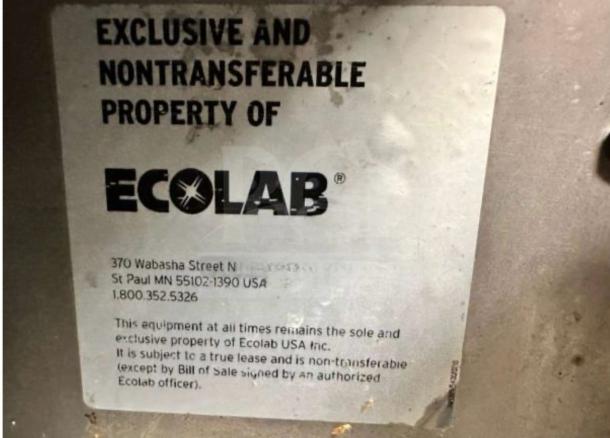 EXCLUSIVE AND
NONTRANSFERABLE
PROPERTY OF
ECOLAB®
370 Wabasha Street N
St Paul MN 55102-1390 USA
1.800.352.5326
This equipment at all times remains the sole and
exclusive property of Ecolab USA Inc.
It is subject to a true lease and is non-transferable
(except by Bill of Sale signed by an authorized
Ecolab officer).